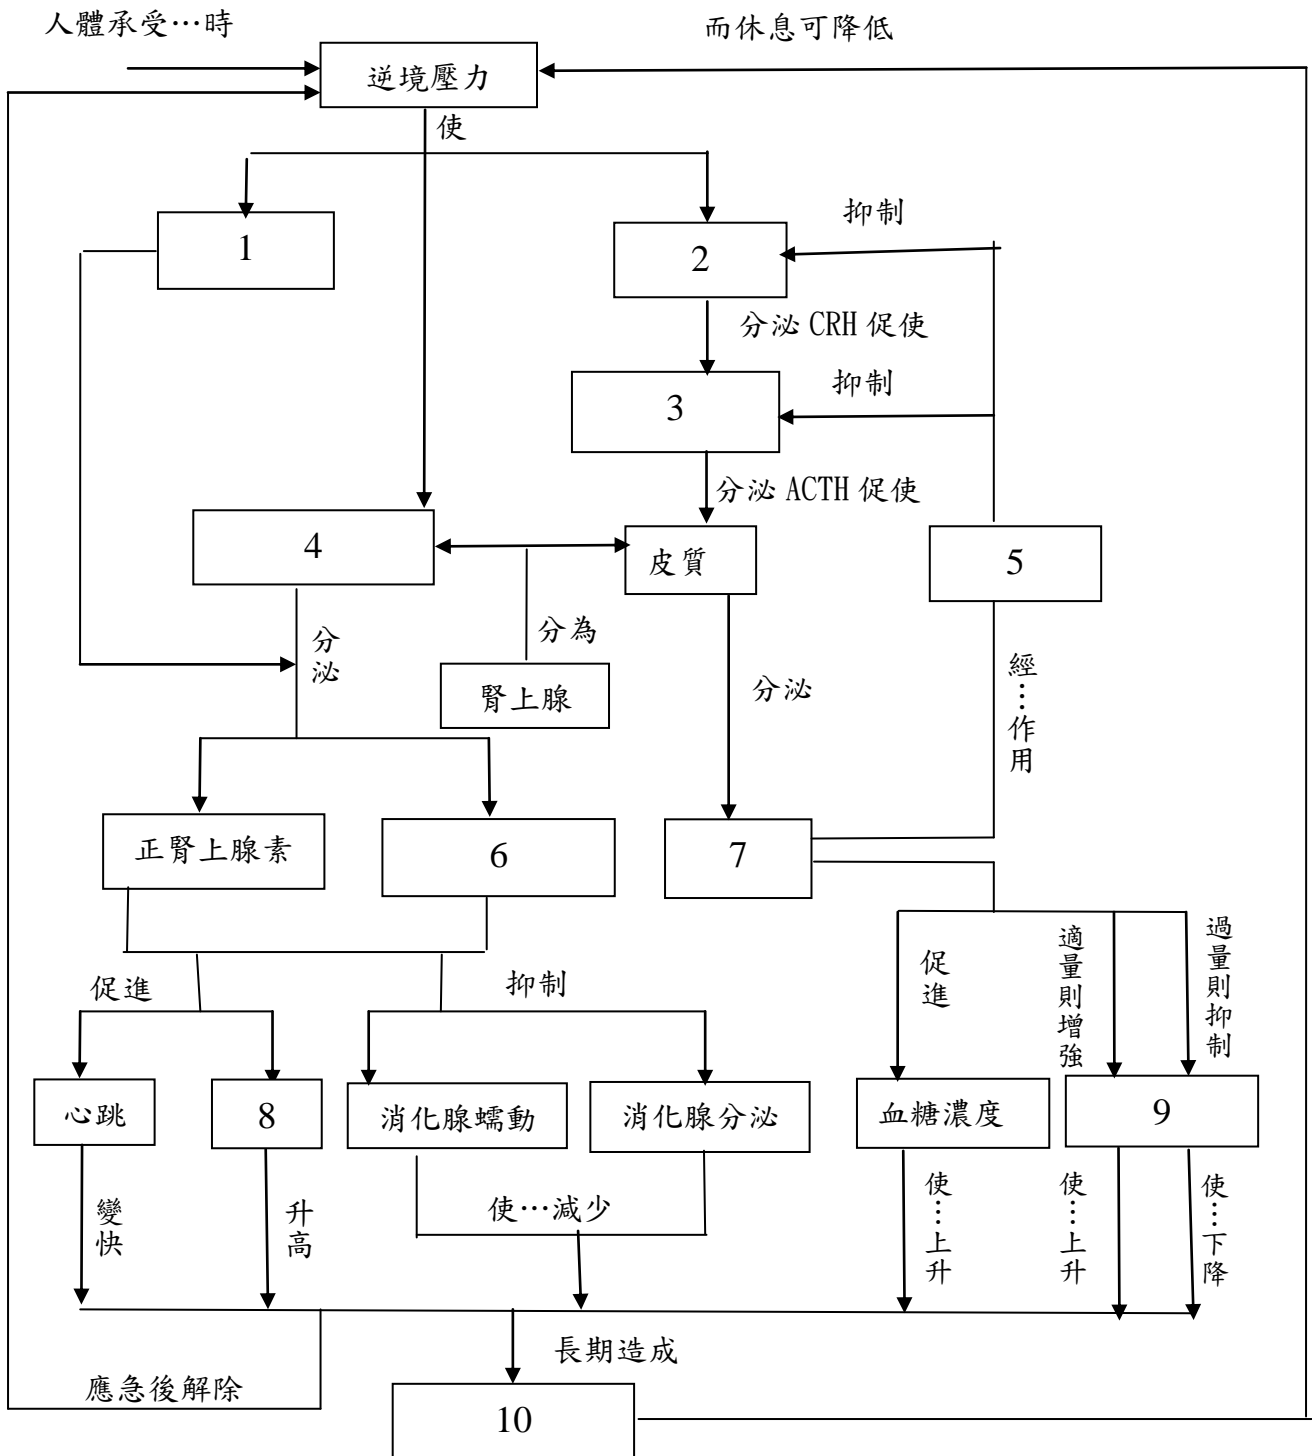 人體承受…時
而休息可降低
逆境壓力
使
1
2
抑制
分泌 CRH 促使
3
抑制
分泌 ACTH 促使
4
皮質
5
分為
腎上腺
分泌
分泌
經…作用
正腎上腺素
6
7
促進
抑制
促進
適量則增強
過量則抑制
心跳
8
消化腺蠕動
消化腺分泌
血糖濃度
9
變快
升高
使…減少
使…上升
使…上升
使…下降
長期造成
應急後解除
10